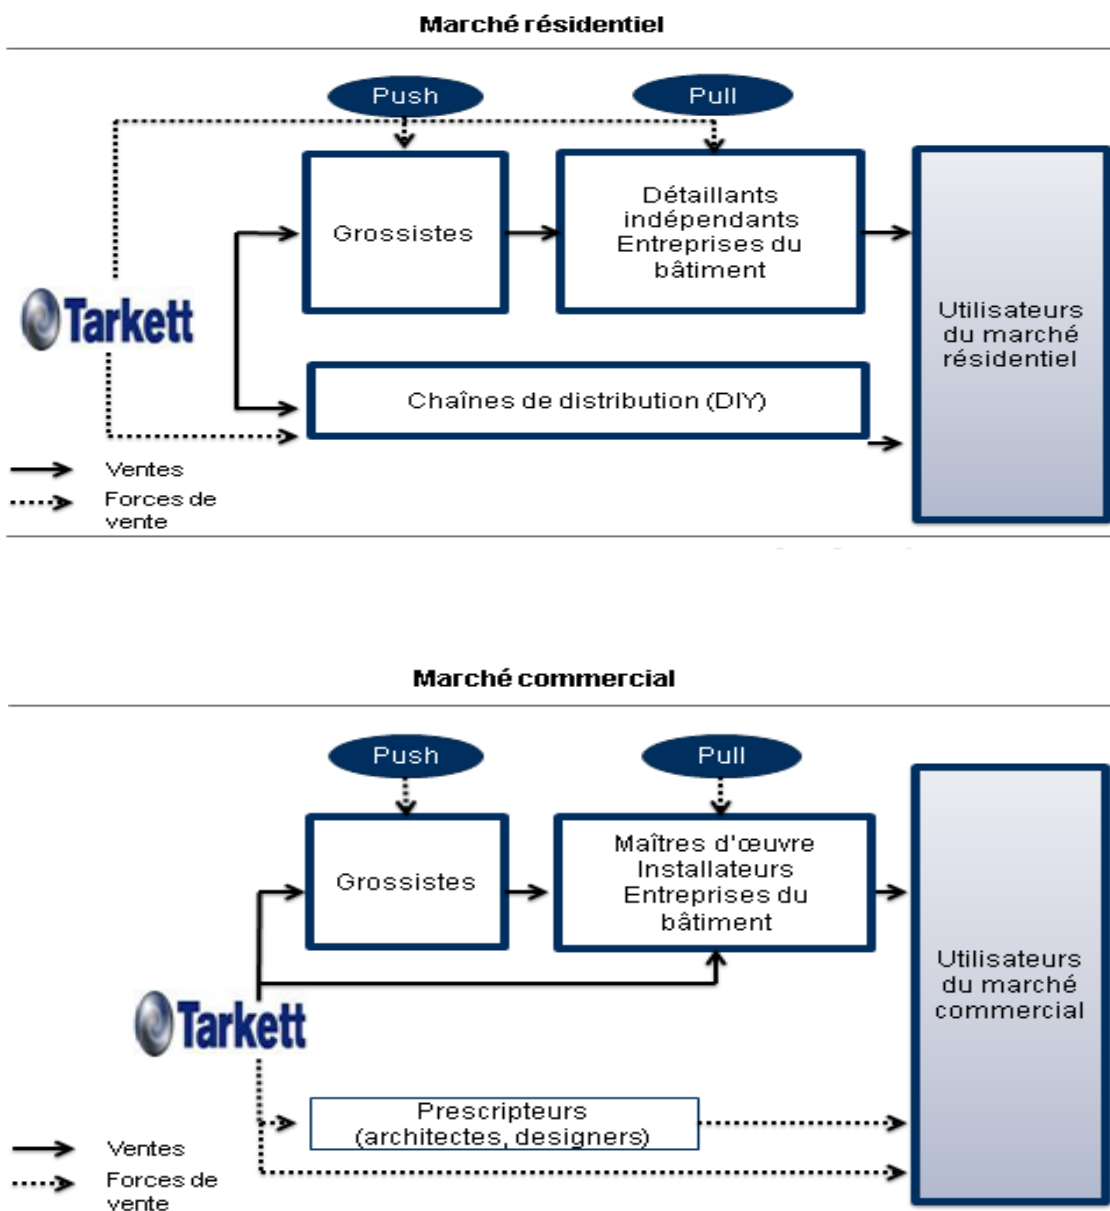 Marché résidentiel
Push
Pull
Grossistes
Détaillants
indépendants
Entreprises du
bâtiment
Utilisateurs
du marché
résidentiel
Tarkett
Chaînes de distribution (DIY)
Ventes
Forces de
vente
Marché commercial
Push
Pull
Grossistes
Maîtres d'œuvre
Installateurs
Entreprises du
bâtiment
Utilisateurs
du marché
commercial
Tarkett
Prescripteurs
(architectes, designers)
Ventes
Forces de
vente